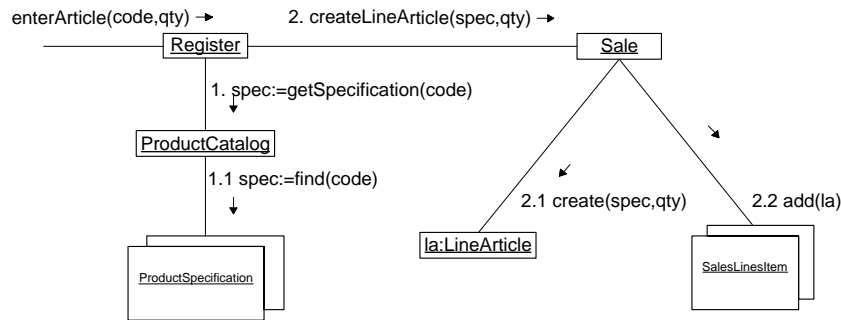 enterArticle(code,qty)
2. createLineArticle(spec,qty)
Register
Sale
1. spec:=getSpecification(code)
ProductCatalog
1.1 spec:=find(code)
2.1 create(spec,qty)
2.2 add(la)
la:LineArticle
ProductSpecification
SalesLinesItem